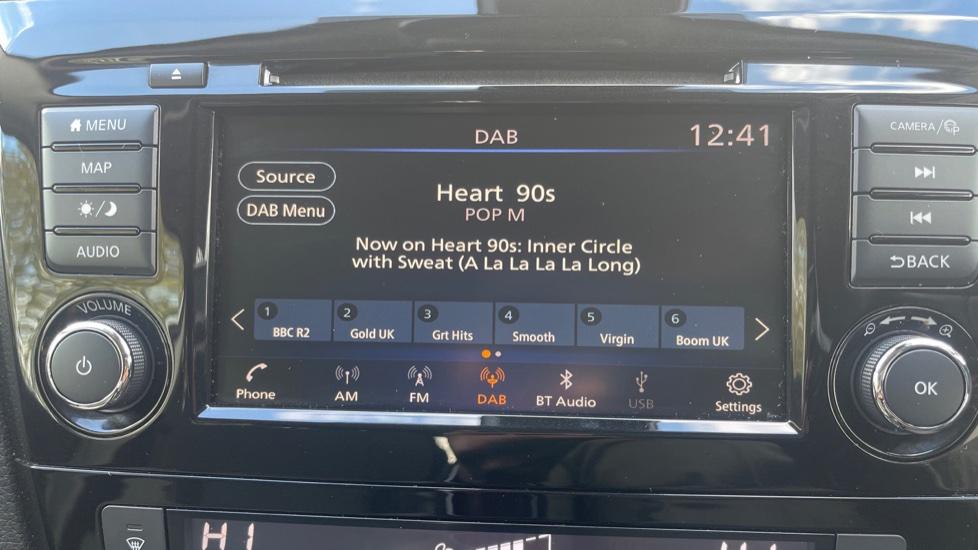 MENU
MAP
AUDIO
VOLUME
DAB
12:41
Source
DAB Menu
Heart 90s
POP M
Now on Heart 90s: Inner Circle
with Sweat (A La La La La Long)
1 BBC R2
2 Gold UK
3 Grt Hits
4 Smooth
5 Virgin
6 Boom UK
Phone
AM
FM
DAB
BT Audio
USB
Settings
CAMERA/
BACK
OK
HI